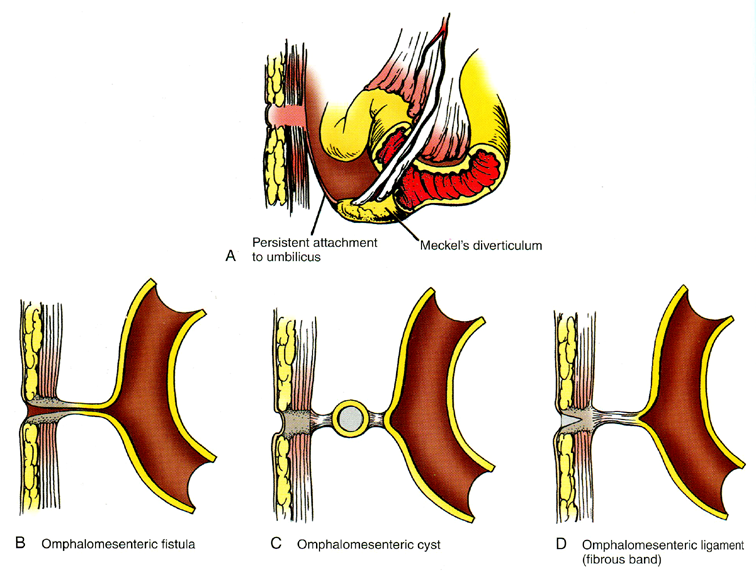 Persistent attachment
to umbilicus
Meckel's diverticulum
A
B Omphalomesenteric fistula
C Omphalomesenteric cyst
D Omphalomesenteric ligament
(fibrous band)